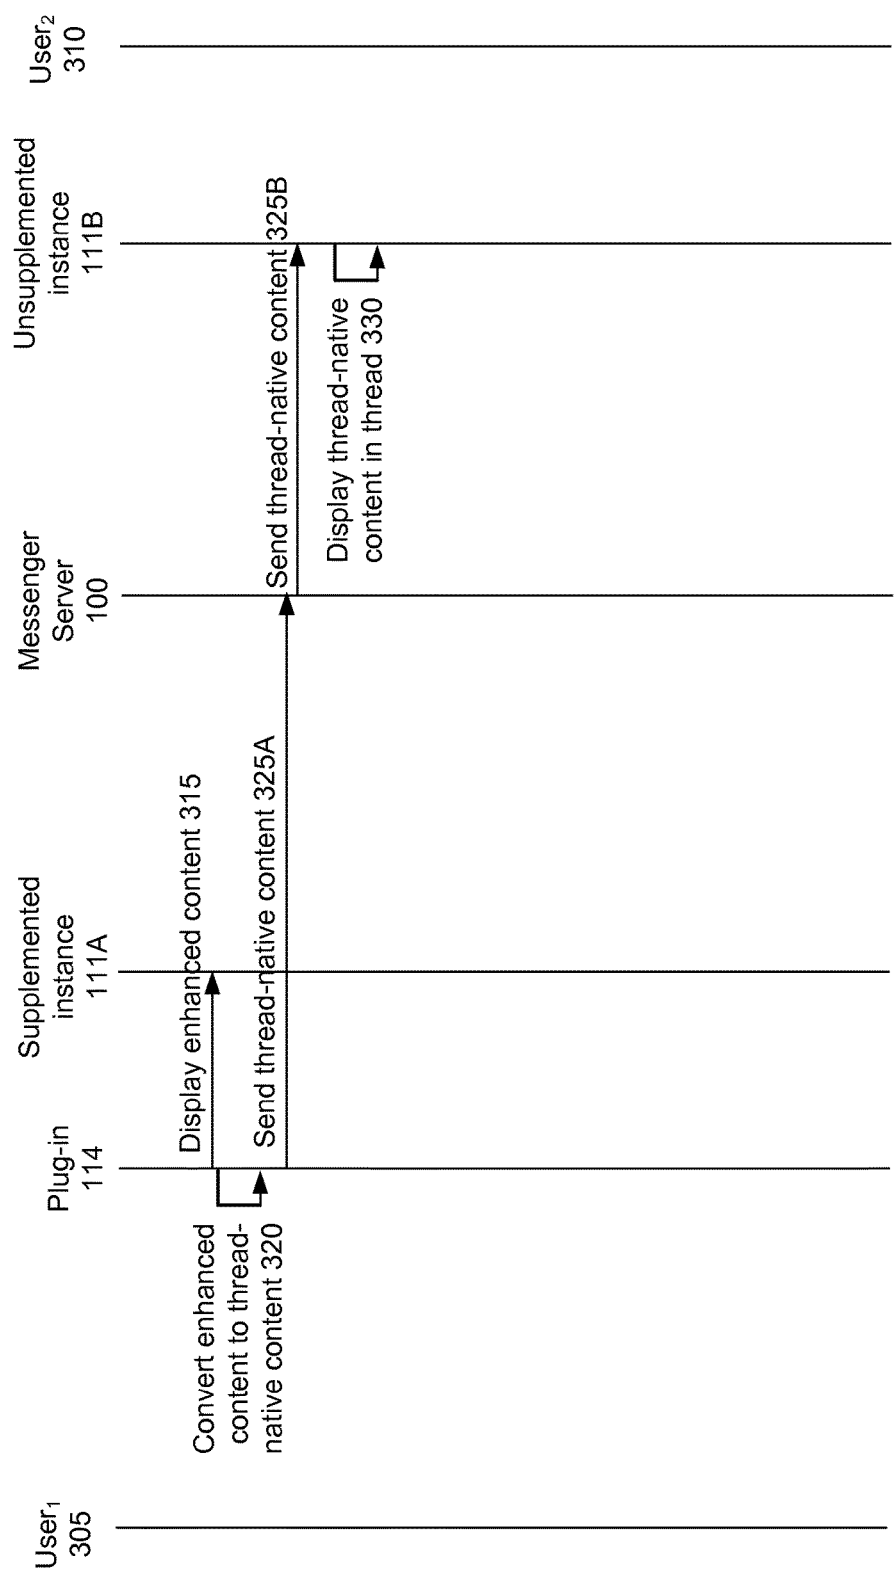 User₁
305
Plug-in
114
Supplemented
instance
111A
Messenger
Server
100
Unsupplemented
instance
111B
User₂
310
Display enhanced content 315
Convert enhanced
content to thread-
native content 320
Send thread-native content 325A
Send thread-native content 325B
Display thread-native
content in thread 330